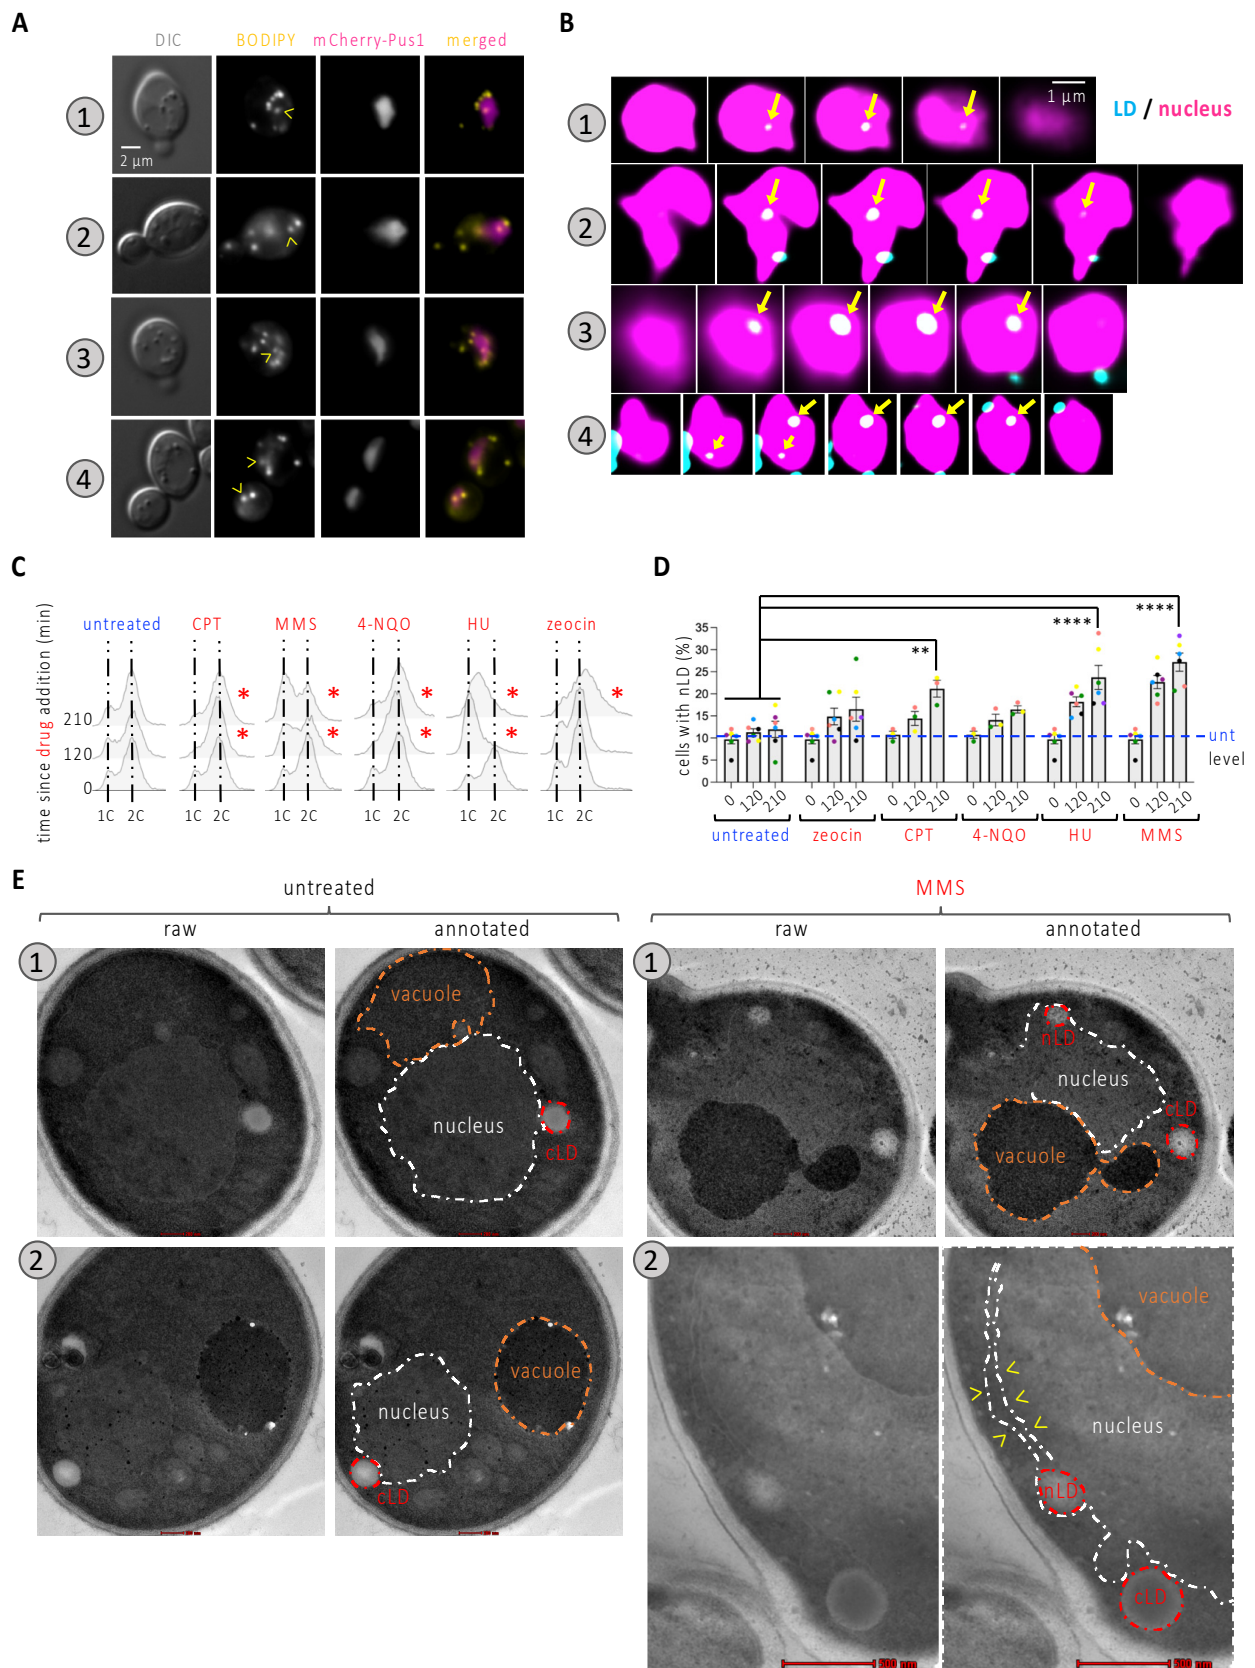 A
DIC BODIPY mCherry-Pus1 merged
1
2 μm
2
3
4
B
1 μm
LD / nucleus
1
2
3
4
C
time since drug addition (min)
untreated CPT MMS 4-NQO HU zeocin
210 * * * * *
120 * * * *
0
1C 2C 1C 2C 1C 2C 1C 2C 1C 2C 1C 2C
D
cells with nLD (%)
35
30
25
20
15
10
5
0
** **** ****
unt
level
0 120 210 0 120 210 0 120 210 0 120 210 0 120 210 0 120 210
untreated zeocin CPT 4-NQO HU MMS
E
untreated MMS
raw annotated raw annotated
1
vacuole
nucleus
cLD
1
nLD
nucleus
cLD
vacuole
2
vacuole
nucleus
cLD
2
vacuole
nucleus
nLD
cLD
500 nm 500 nm